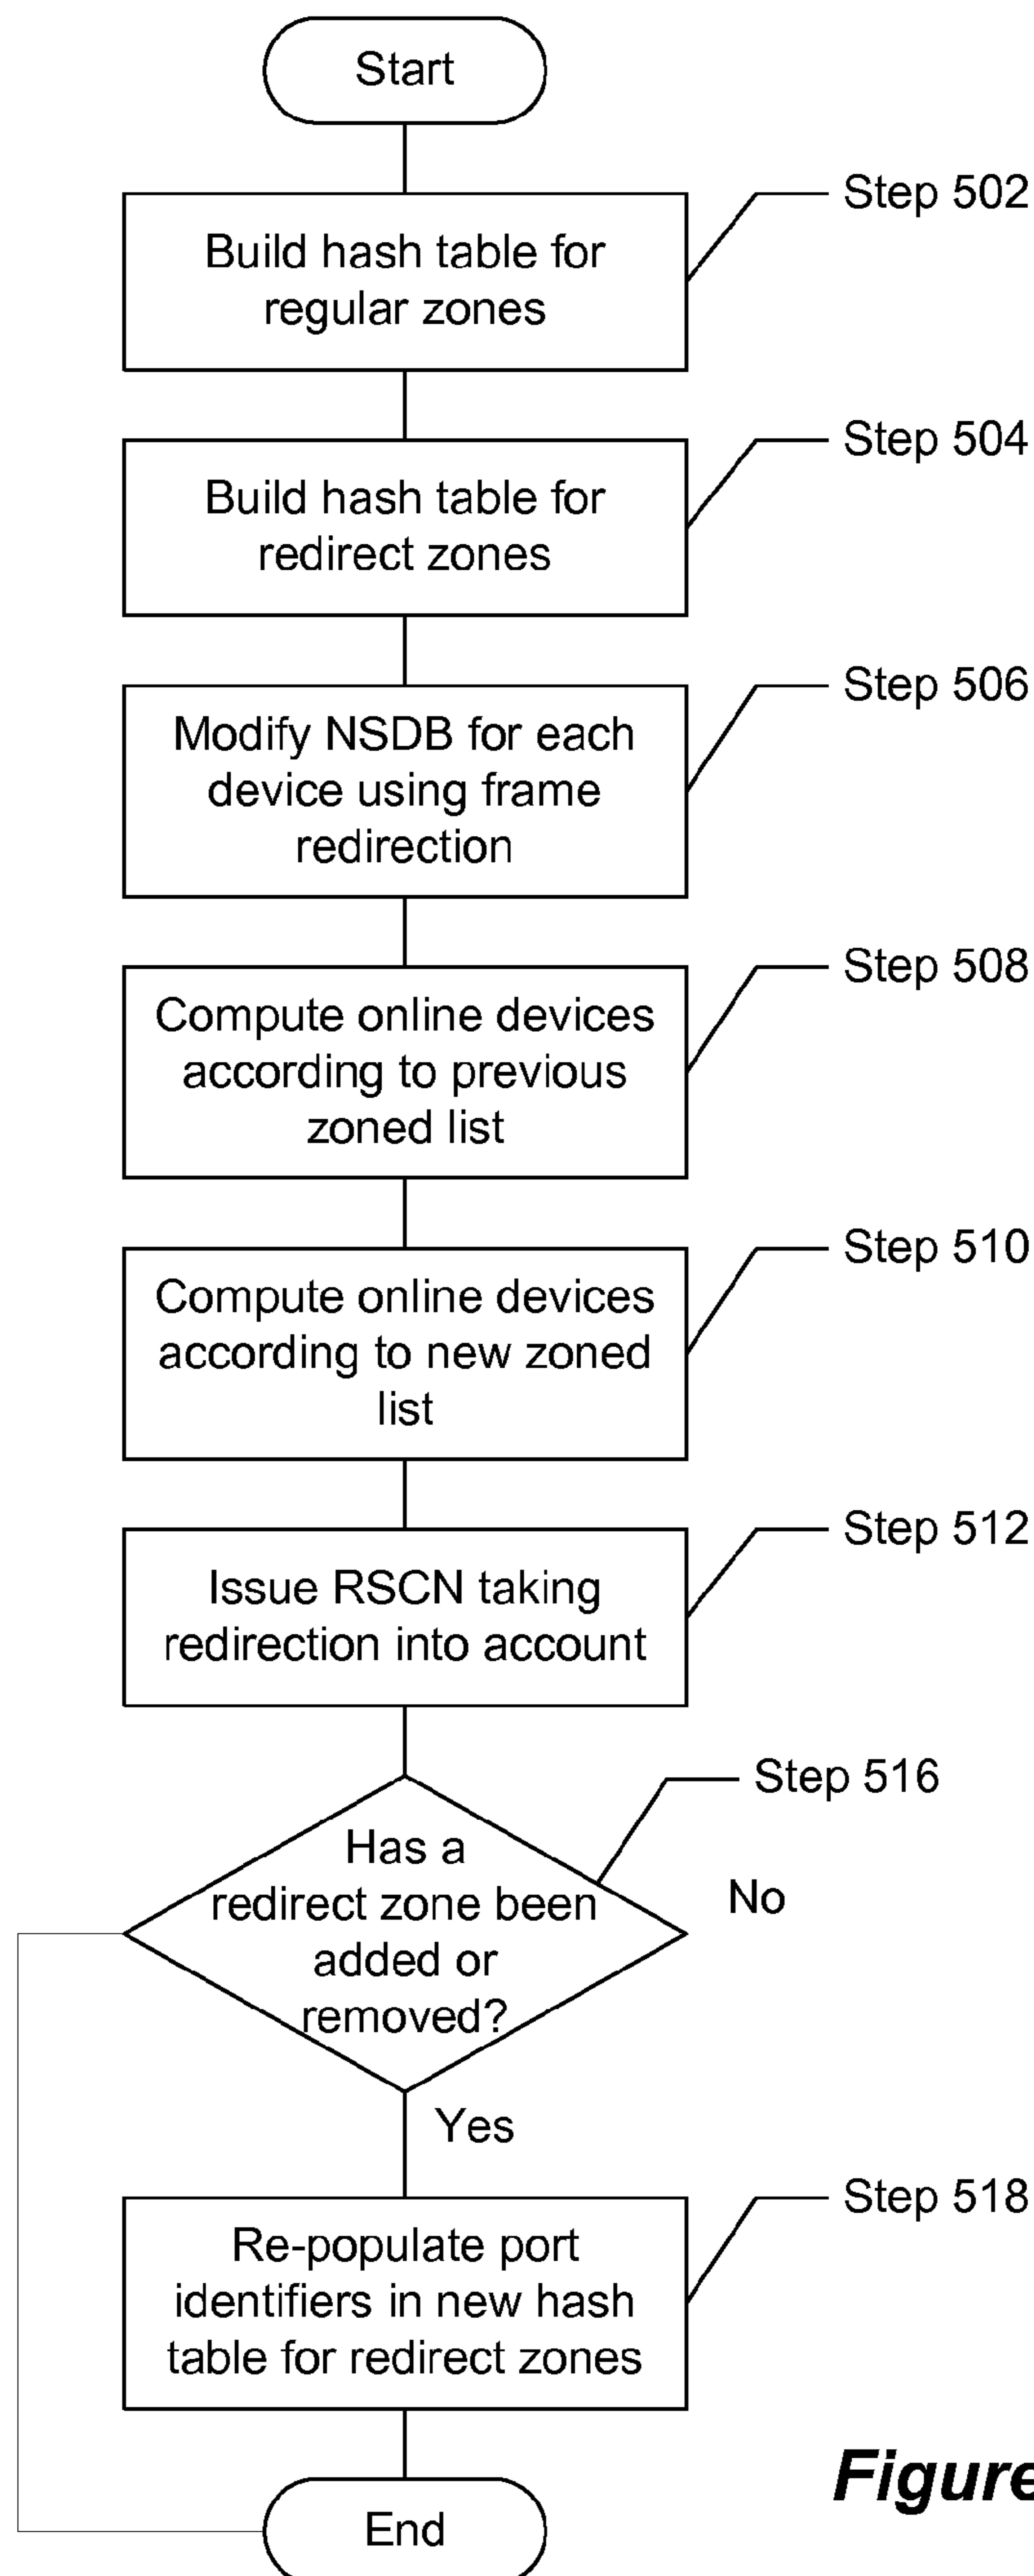 Start
Step 502
Build hash table for
regular zones
Step 504
Build hash table for
redirect zones
Step 506
Modify NSDB for each
device using frame
redirection
Step 508
Compute online devices
according to previous
zoned list
Step 510
Compute online devices
according to new zoned
list
Step 512
Issue RSCN taking
redirection into account
Step 516
Has a
redirect zone been
added or
removed?
No
Yes
Step 518
Re-populate port
identifiers in new hash
table for redirect zones
Figure
End